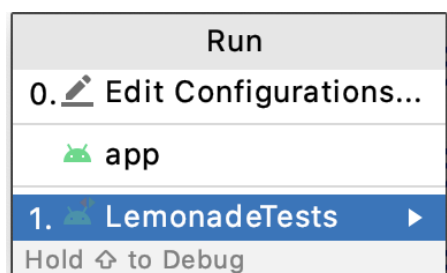 Run
0. Edit Configurations...
app
1. LemonadeTests
Hold ⇧ to Debug